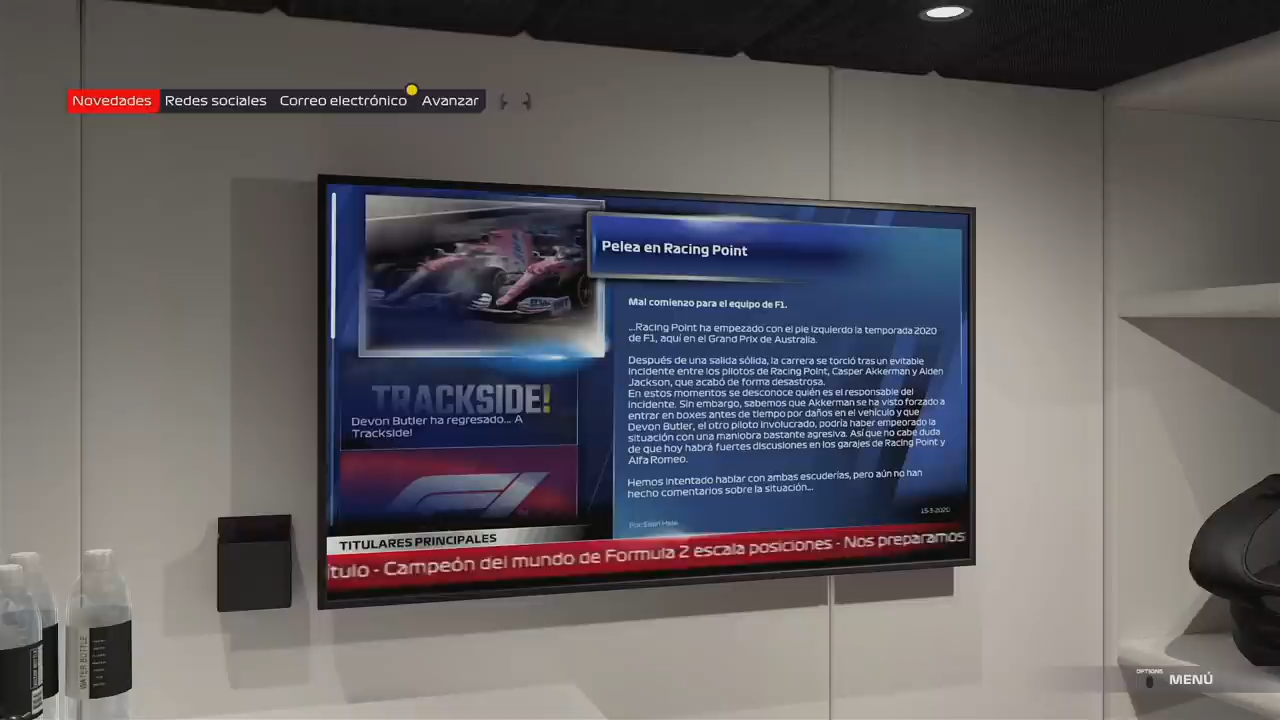 Novedades Redes sociales Correo electrónico Avanzar
Pelea en Racing Point
Mal comienzo para el equipo de F1.
...Racing Point ha empezado con el pie izquierdo la temporada 2020
de F1, aquí en el Grand Prix de Australia.
Después de una salida sólida, la carrera se torció tras un evitable
incidente entre los pilotos de Racing Point, Casper Akkerman y Aiden
Jackson, que acabó de forma desastrosa.
En estos momentos se desconoce quién es el responsable del
incidente. Sin embargo, sabemos que Akkerman se ha visto forzado a
entrar en boxes antes de tiempo por daños en el vehículo y que
Devon Butler, el otro piloto involucrado, podría haber empeorado la
situación con una maniobra bastante agresiva. Así que no cabe duda
de que hoy habrá fuertes discusiones en los garajes de Racing Point y
Alfa Romeo.
Hemos intentado hablar con ambas escuderías, pero aún no han
hecho comentarios sobre la situación...
15-3-2020
TRACKSIDE!
Devon Butler ha regresado... A
Trackside!
TITULARES PRINCIPALES
ítulo - Campeón del mundo de Formula 2 escala posiciones - Nos preparamos
WATER BOTTLE
OPTIONS
MENÚ